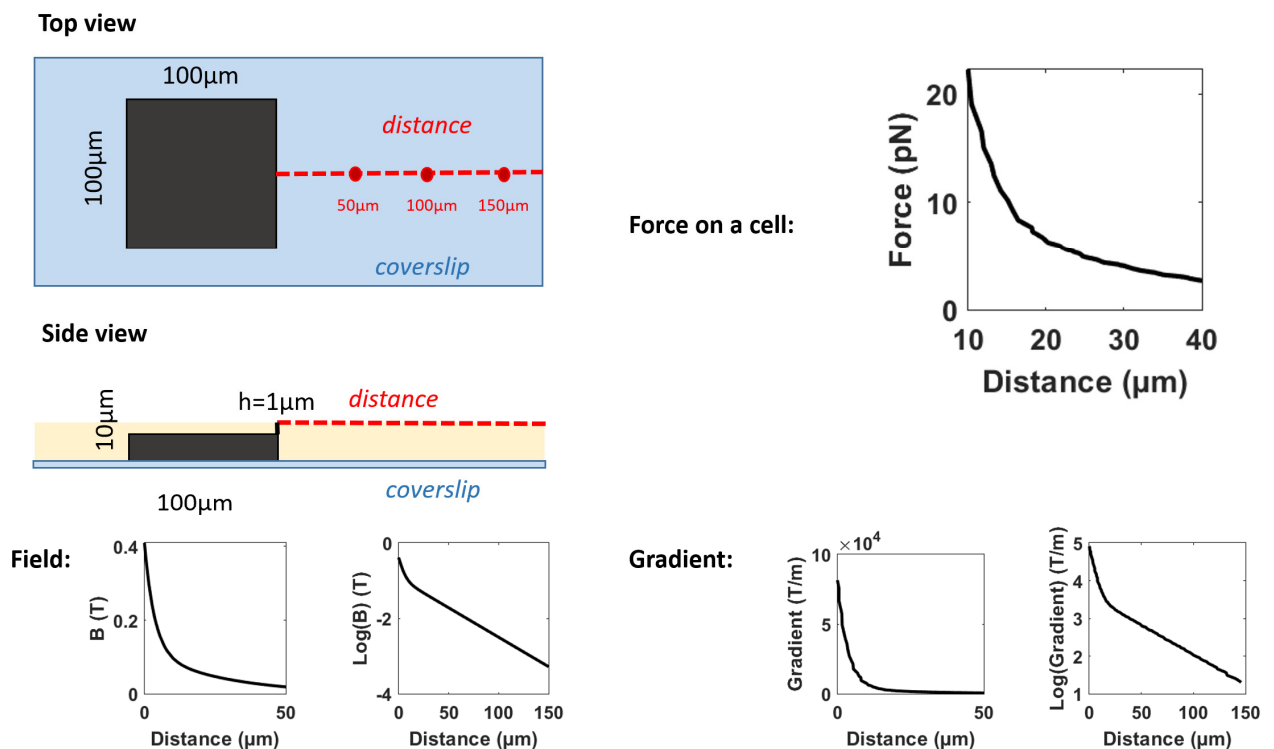 Top view
100µm
100µm
distance
50µm
100µm
150µm
coverslip
Side view
10µm
h=1µm
distance
coverslip
100µm
Force on a cell:
Force (pN)
20
10
0
10
20
30
40
Distance (µm)
Field:
B (T)
0.4
0.2
0
0
50
Distance (µm)
Log(B) (T)
0
-2
-4
0
50
100
150
Distance (µm)
Gradient:
Gradient (T/m)
×10⁴
10
5
0
0
50
Distance (µm)
Log(Gradient) (T/m)
5
4
3
2
1
0
50
100
150
Distance (µm)